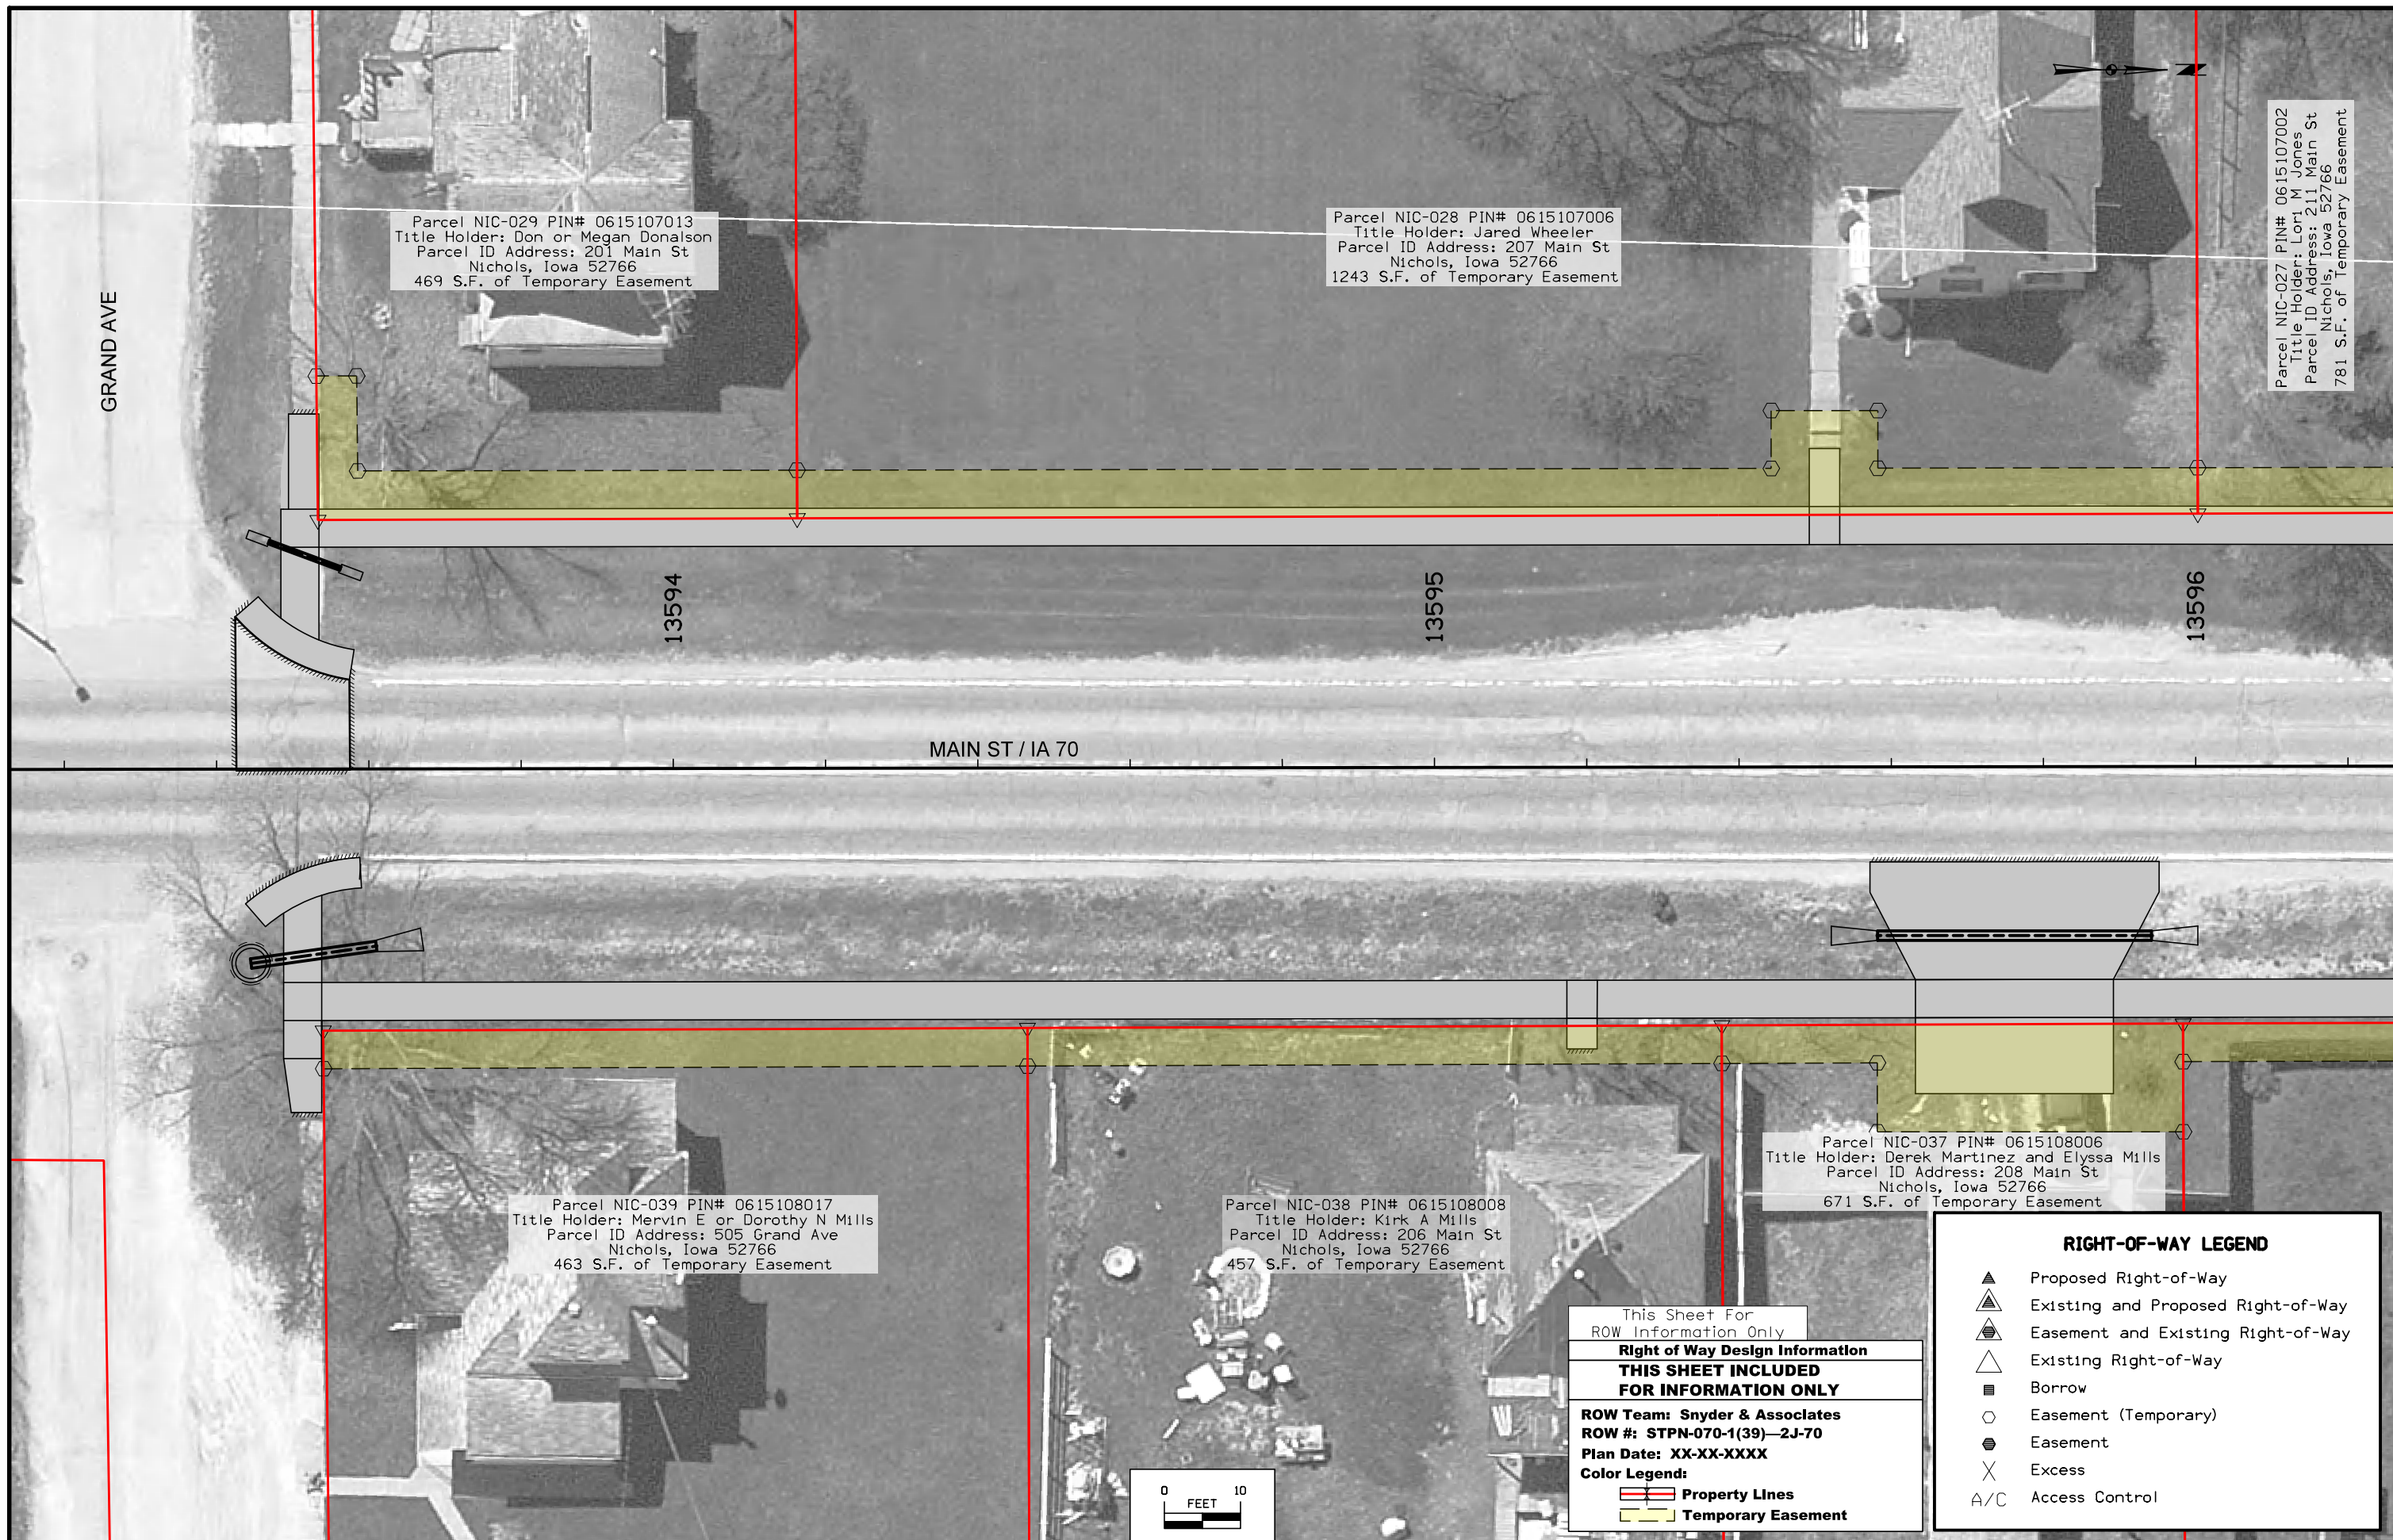 GRAND AVE
Parcel NIC-029 PIN# 0615107013
Title Holder: Don or Megan Donalson
Parcel ID Address: 201 Main St
Nichols, Iowa 52766
469 S.F. of Temporary Easement
Parcel NIC-028 PIN# 0615107006
Title Holder: Jared Wheeler
Parcel ID Address: 207 Main St
Nichols, Iowa 52766
1243 S.F. of Temporary Easement
N
Parcel NIC-027 PIN# 0615107002
Title Holder: Lori M Jones
Parcel ID Address: 211 Main St
Nichols, Iowa 52766
781 S.F. of Temporary Easement
13594
13595
13596
MAIN ST / IA 70
Parcel NIC-039 PIN# 0615108017
Title Holder: Mervin E or Dorothy N Mills
Parcel ID Address: 505 Grand Ave
Nichols, Iowa 52766
463 S.F. of Temporary Easement
Parcel NIC-038 PIN# 0615108008
Title Holder: Kirk A Mills
Parcel ID Address: 206 Main St
Nichols, Iowa 52766
457 S.F. of Temporary Easement
Parcel NIC-037 PIN# 0615108006
Title Holder: Derek Martinez and Elyssa Mills
Parcel ID Address: 208 Main St
Nichols, Iowa 52766
671 S.F. of Temporary Easement
0 10
FEET
This Sheet For
ROW Information Only
Right of Way Design Information
THIS SHEET INCLUDED
FOR INFORMATION ONLY
ROW Team: Snyder & Associates
ROW #: STPN-070-1(39)—2J-70
Plan Date: XX-XX-XXXX
Color Legend:
Property Lines
Temporary Easement
RIGHT-OF-WAY LEGEND
Proposed Right-of-Way
Existing and Proposed Right-of-Way
Easement and Existing Right-of-Way
Existing Right-of-Way
Borrow
Easement (Temporary)
Easement
Excess
A/C Access Control